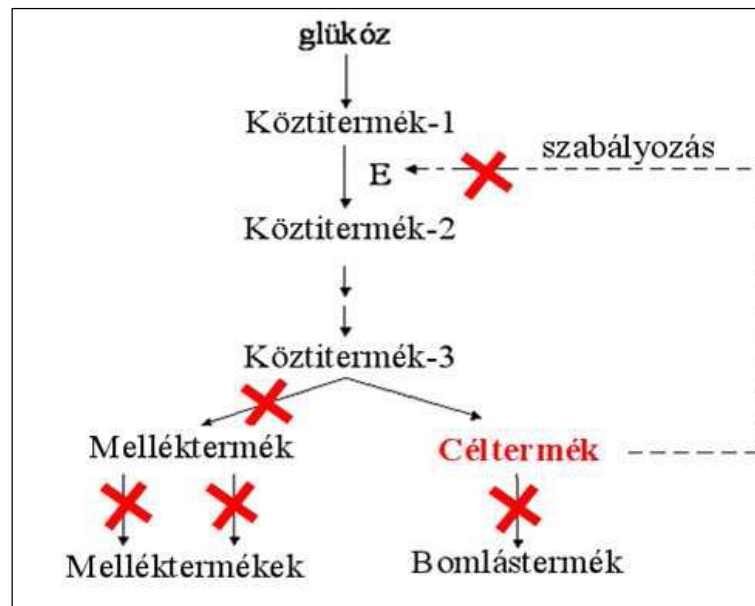 glükóz
Köztitermék-1
szabályozás
E
Köztitermék-2
Köztitermék-3
Melléktermék
Céltermék
Melléktermékek
Bomlástermék